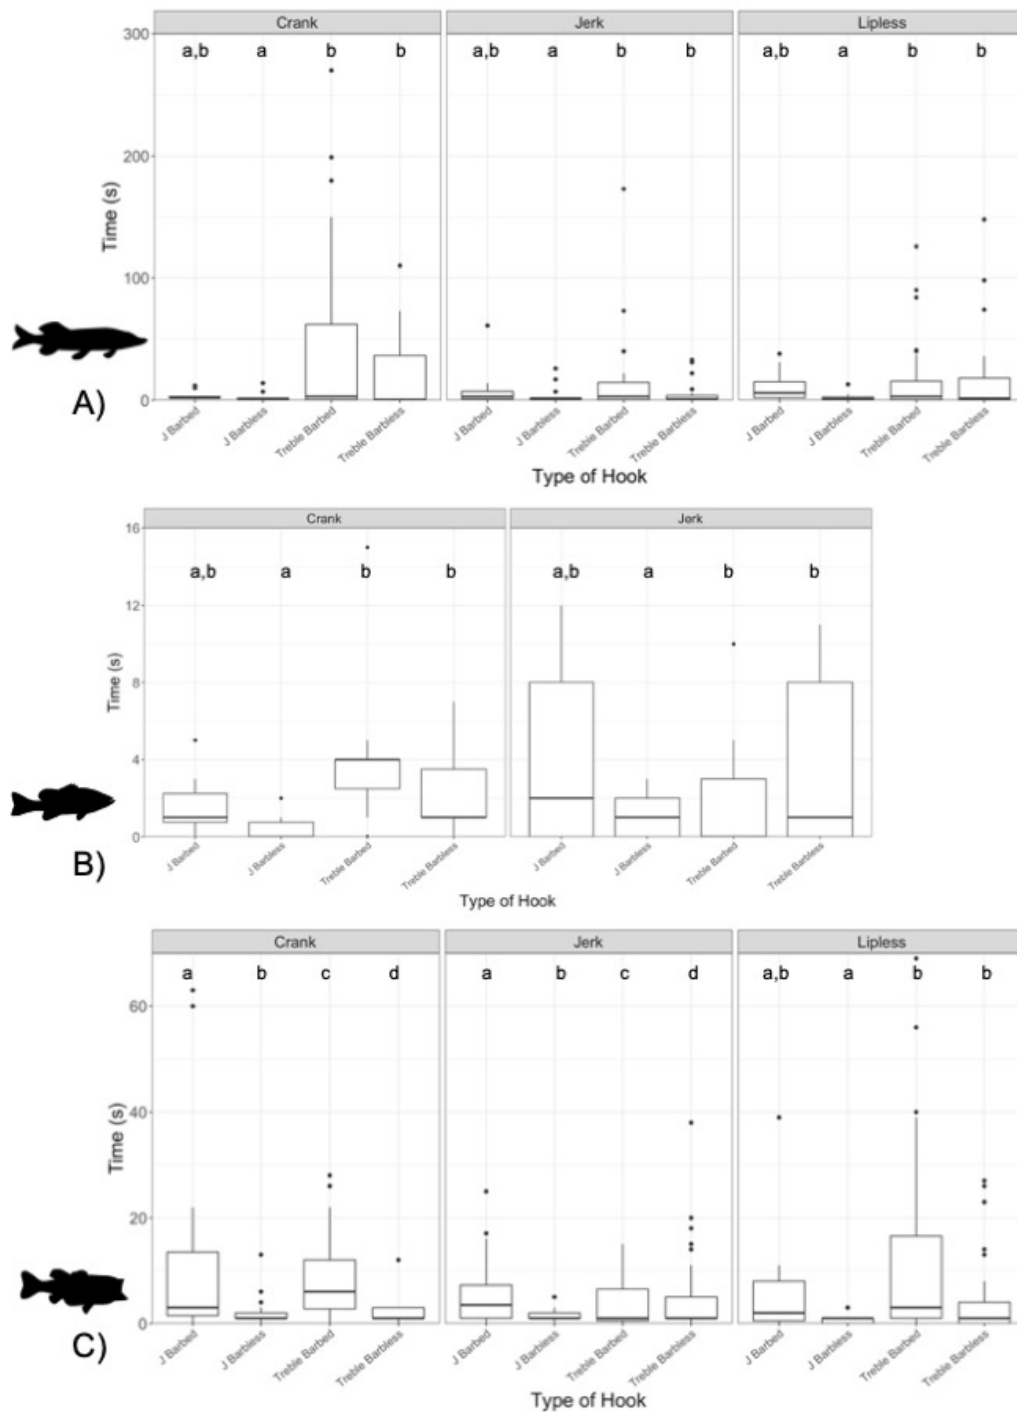 Crank Jerk Lipless
300 a,b a b b a,b a b b a,b a b b
200
100
0
Time (s)
A)
J Barbed J Barbless Treble Barbed Treble Barbless J Barbed J Barbless Treble Barbed Treble Barbless J Barbed J Barbless Treble Barbed Treble Barbless
Type of Hook
Crank Jerk
16
a,b a b b a,b a b b
12
8
4
0
Time (s)
B)
J Barbed J Barbless Treble Barbed Treble Barbless J Barbed J Barbless Treble Barbed Treble Barbless
Type of Hook
Crank Jerk Lipless
a b c d a b c d a,b a b b
60
40
20
0
Time (s)
C)
J Barbed J Barbless Treble Barbed Treble Barbless J Barbed J Barbless Treble Barbed Treble Barbless J Barbed J Barbless Treble Barbed Treble Barbless
Type of Hook